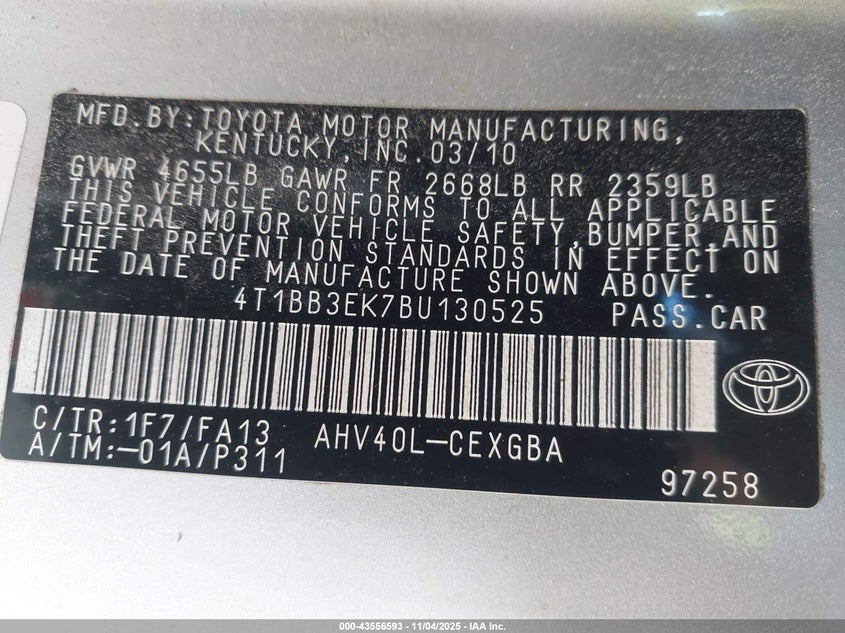 MFD.BY:TOYOTA MOTOR MANUFACTURING,
KENTUCKY,INC.03/10
GVWR 4655LB GAWR FR 2668LB RR 2359LB
THIS VEHICLE CONFORMS TO ALL APPLICABLE
FEDERAL MOTOR VEHICLE SAFETY,BUMPER,AND
THEFT PREVENTION STANDARDS IN EFFECT ON
THE DATE OF MANUFACTURE SHOWN ABOVE.
4T1BB3EK7BU130525 PASS.CAR
C/TR:1F7/FA13 AHV40L-CEXGBA
A/TM:-01A/P311
97258
000-43556593 - 11/04/2025 - IAA Inc.